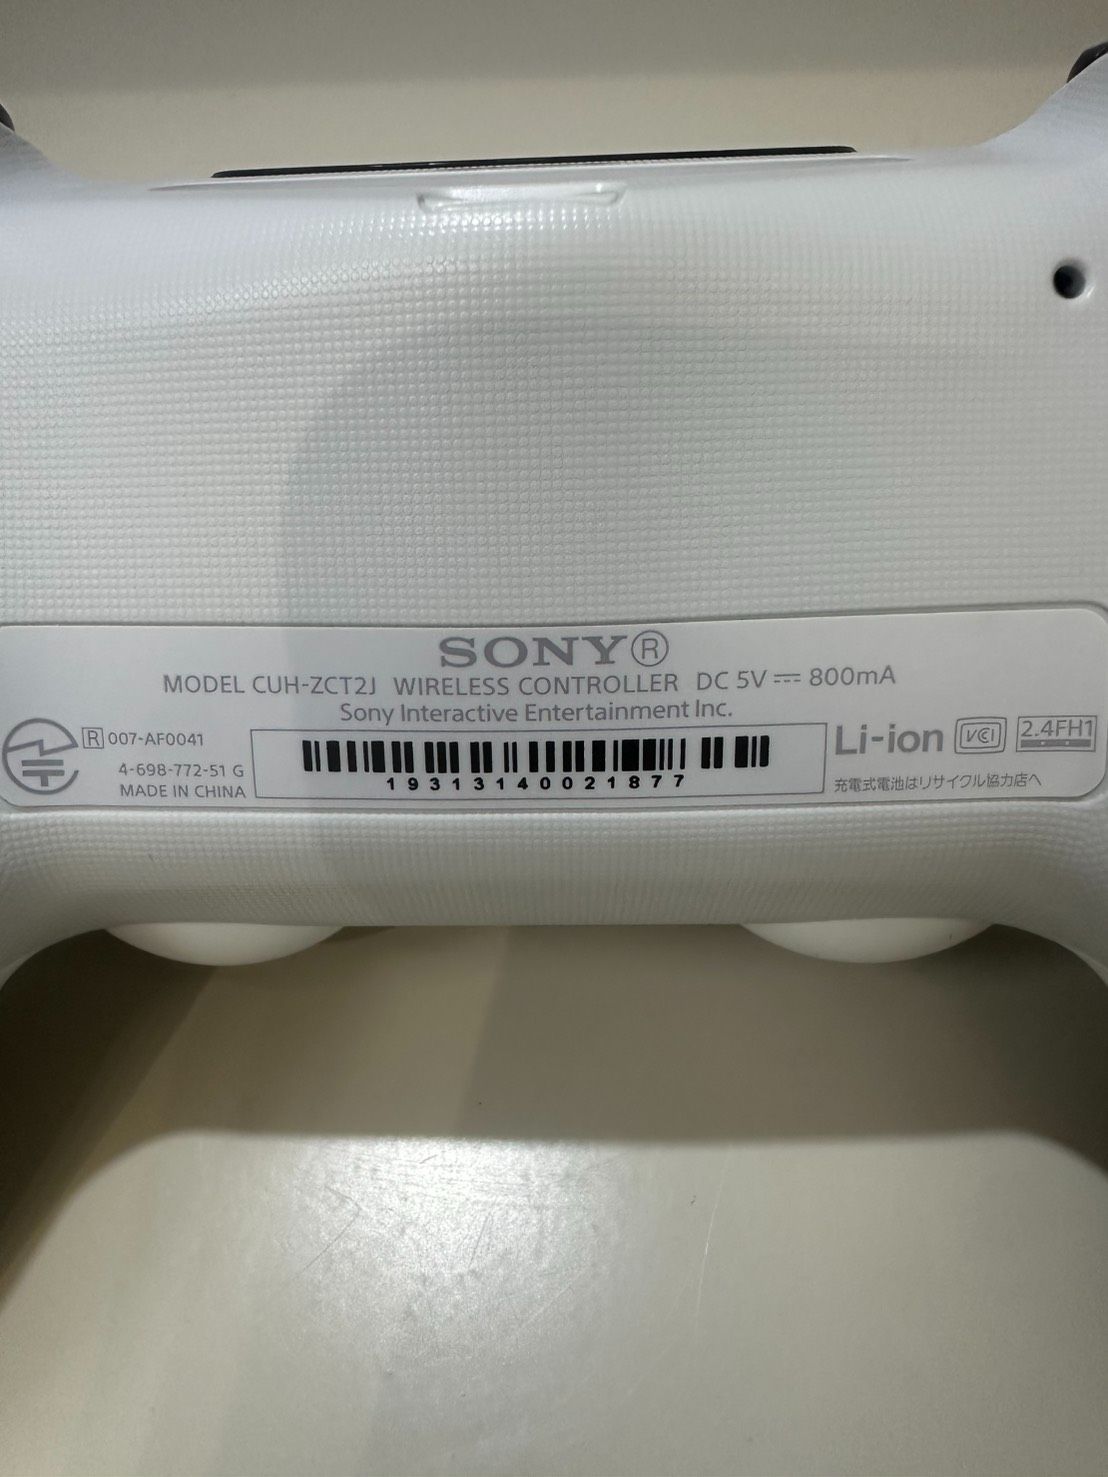 SONY®
MODEL CUH-ZCT2J WIRELESS CONTROLLER DC 5V ⎓ 800mA
Sony Interactive Entertainment Inc.
R 007-AF0041
4-698-772-51 G
MADE IN CHINA
19313140021877
Li-ion VCCI 2.4FH1
充電式電池はリサイクル協力店へ